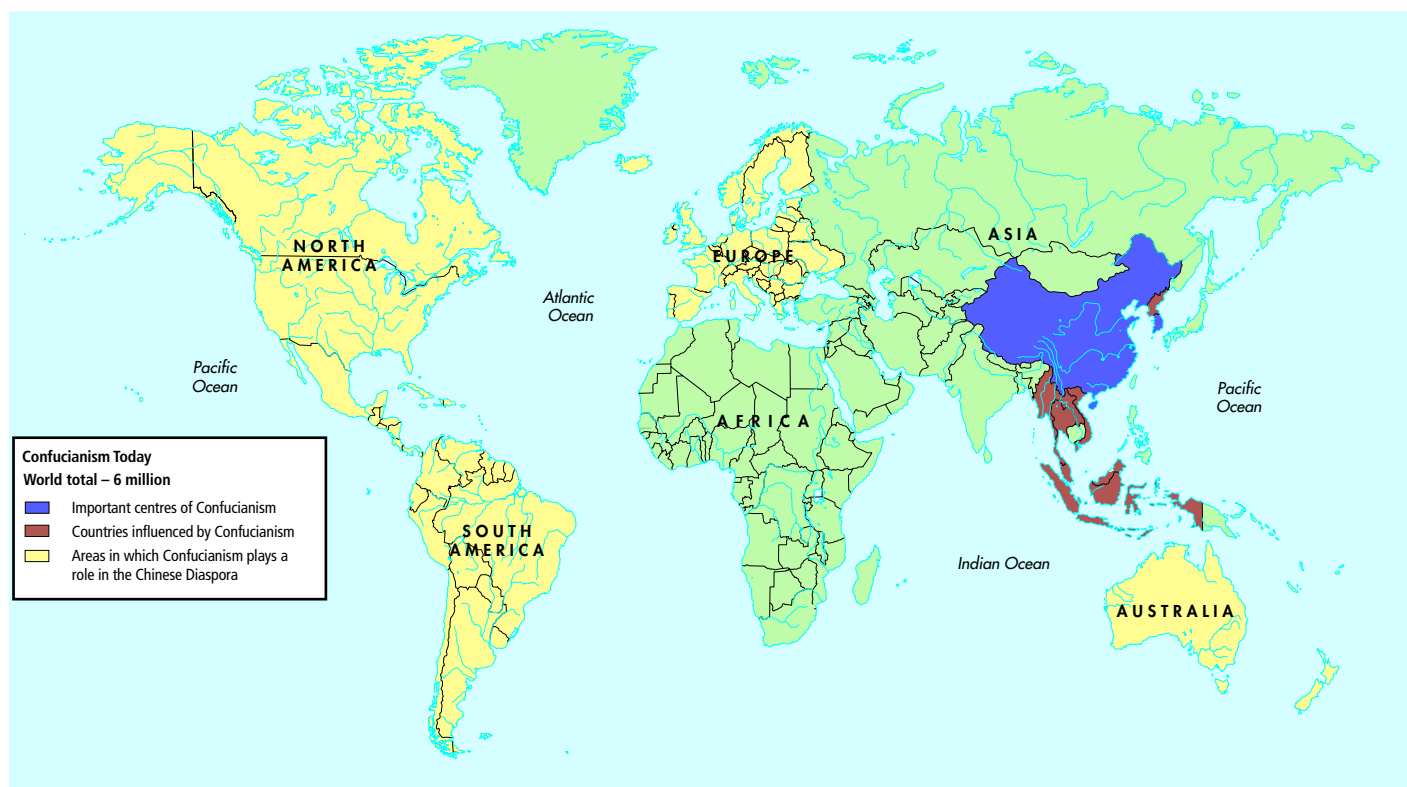 ASIA
NORTH
AMERICA
EUROPE
Atlantic
Ocean
Pacific
Ocean
Pacific
Ocean
AFRICA
Confucianism Today
World total – 6 million
Important centres of Confucianism
Countries influenced by Confucianism
Areas in which Confucianism plays a
role in the Chinese Diaspora
SOUTH
AMERICA
Indian Ocean
AUSTRALIA